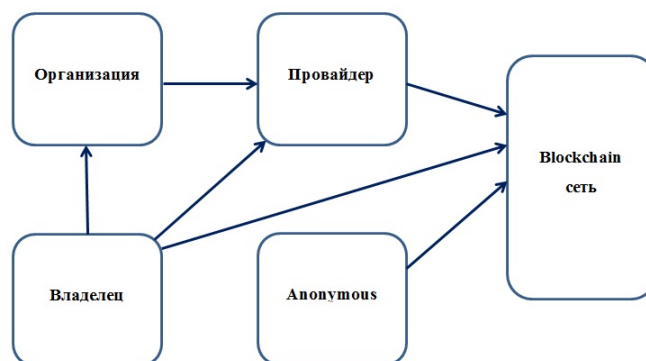 Организация
Провайдер
Blockchain
сеть
Владелец
Anonymous